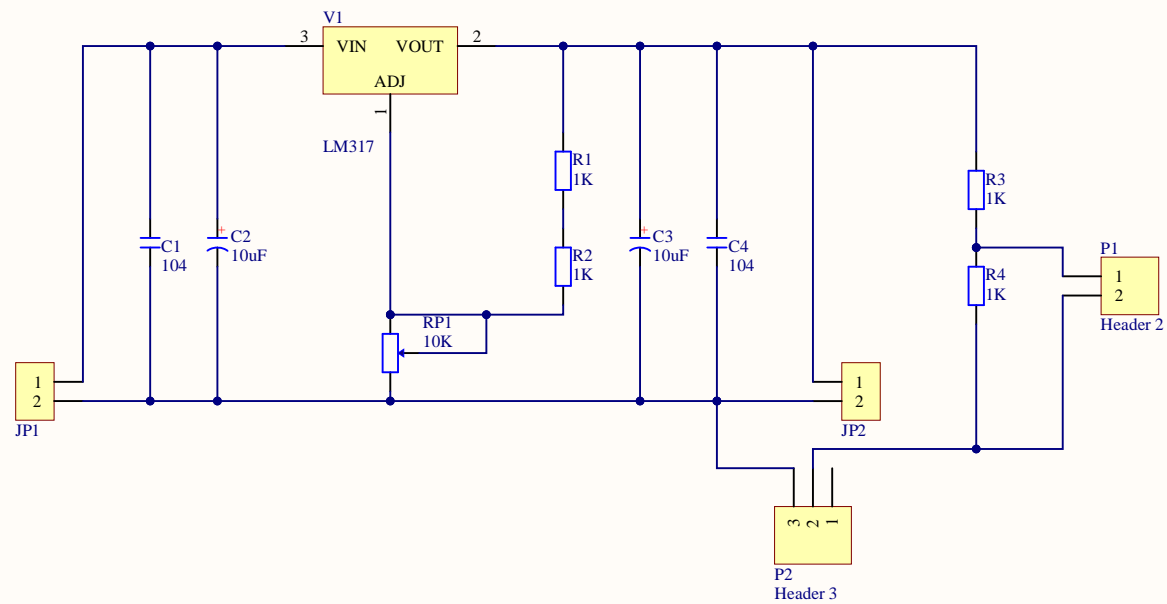 V1
3
VIN
VOUT
2
ADJ
1
LM317
R1
1K
R2
1K
C1
104
C2
10uF
C3
10uF
C4
104
R3
1K
R4
1K
P1
1
2
Header 2
RP1
10K
1
2
JP1
1
2
JP2
3
2
1
P2
Header 3